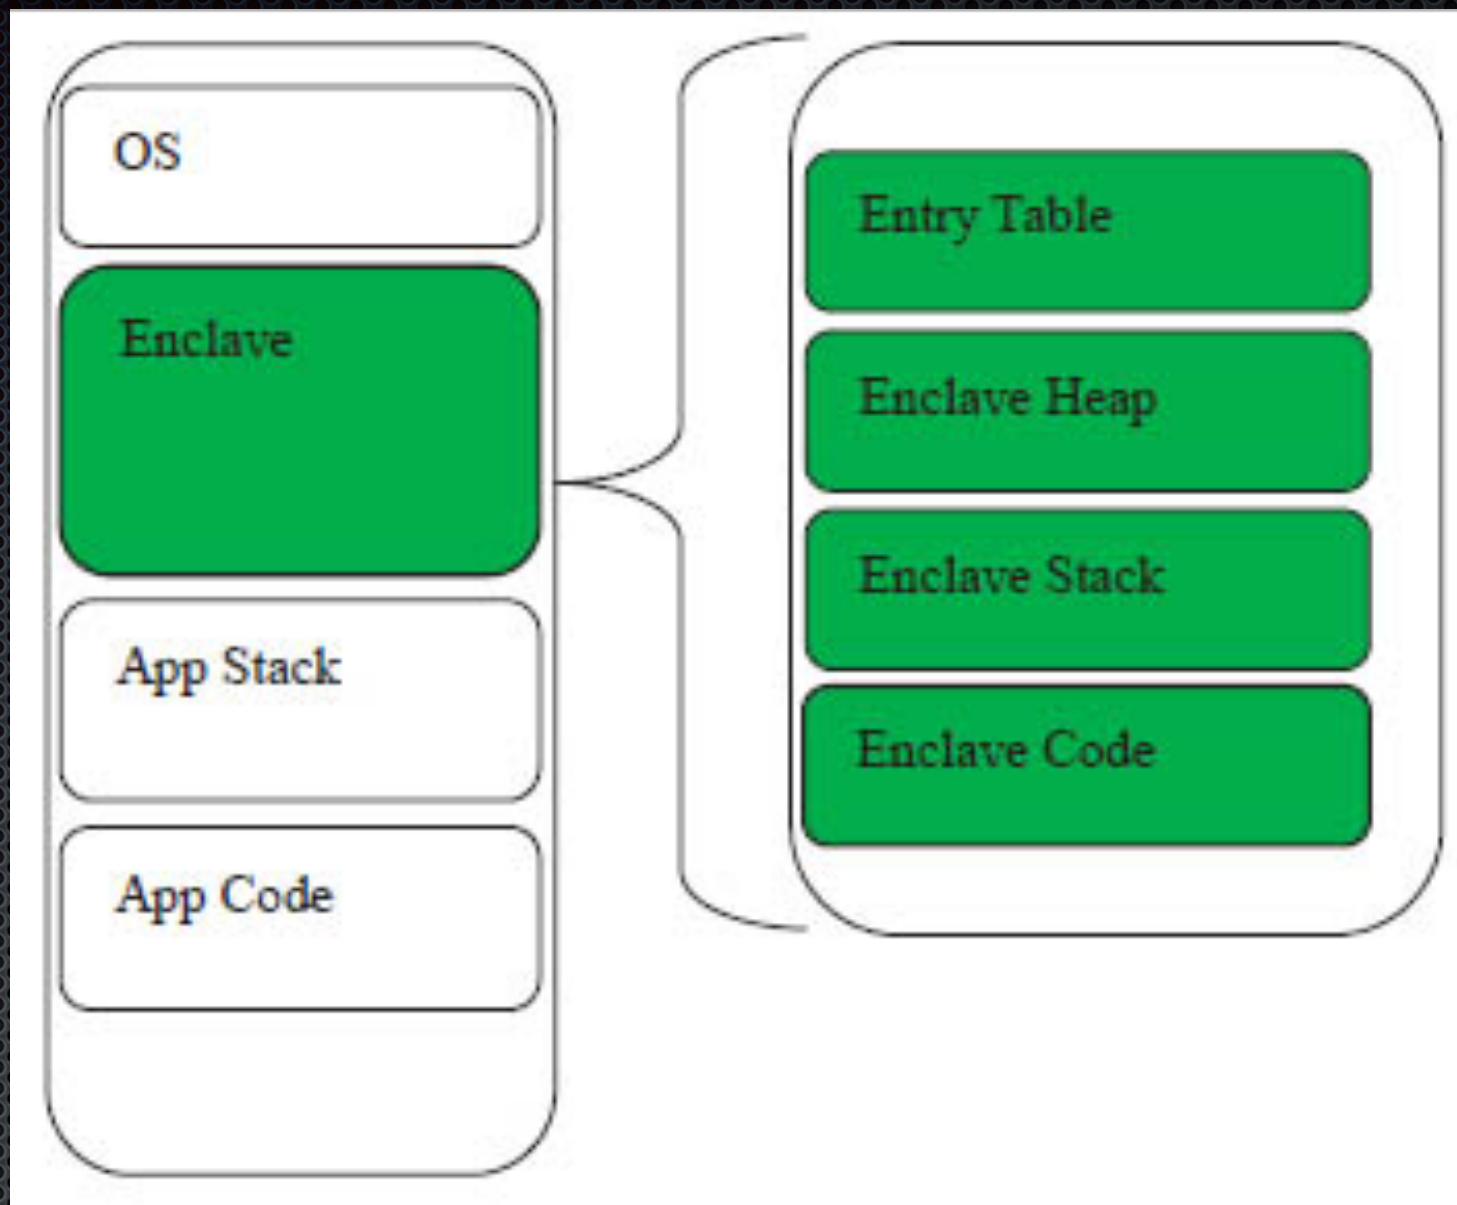 OS
Enclave
App Stack
App Code
Entry Table
Enclave Heap
Enclave Stack
Enclave Code